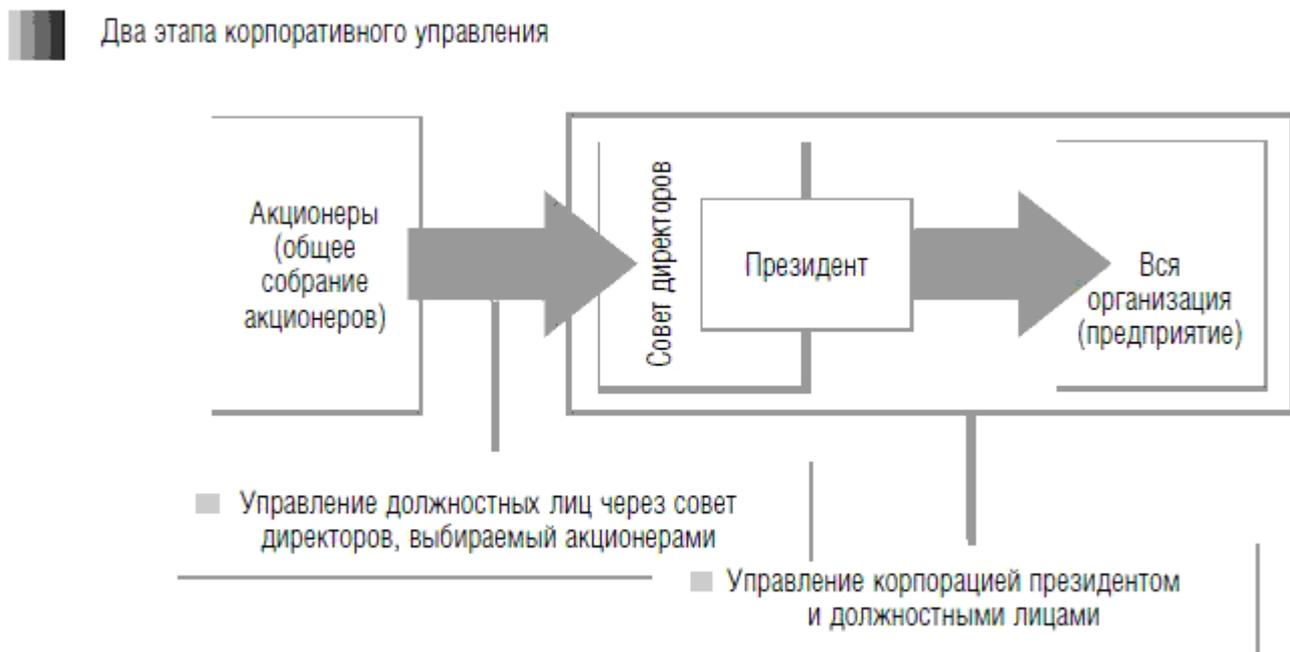 Два этапа корпоративного управления
Акционеры
(общее
собрание
акционеров)
Совет директоров
Президент
Вся
организация
(предприятие)
Управление должностных лиц через совет
директоров, выбираемый акционерами
Управление корпорацией президентом
и должностными лицами